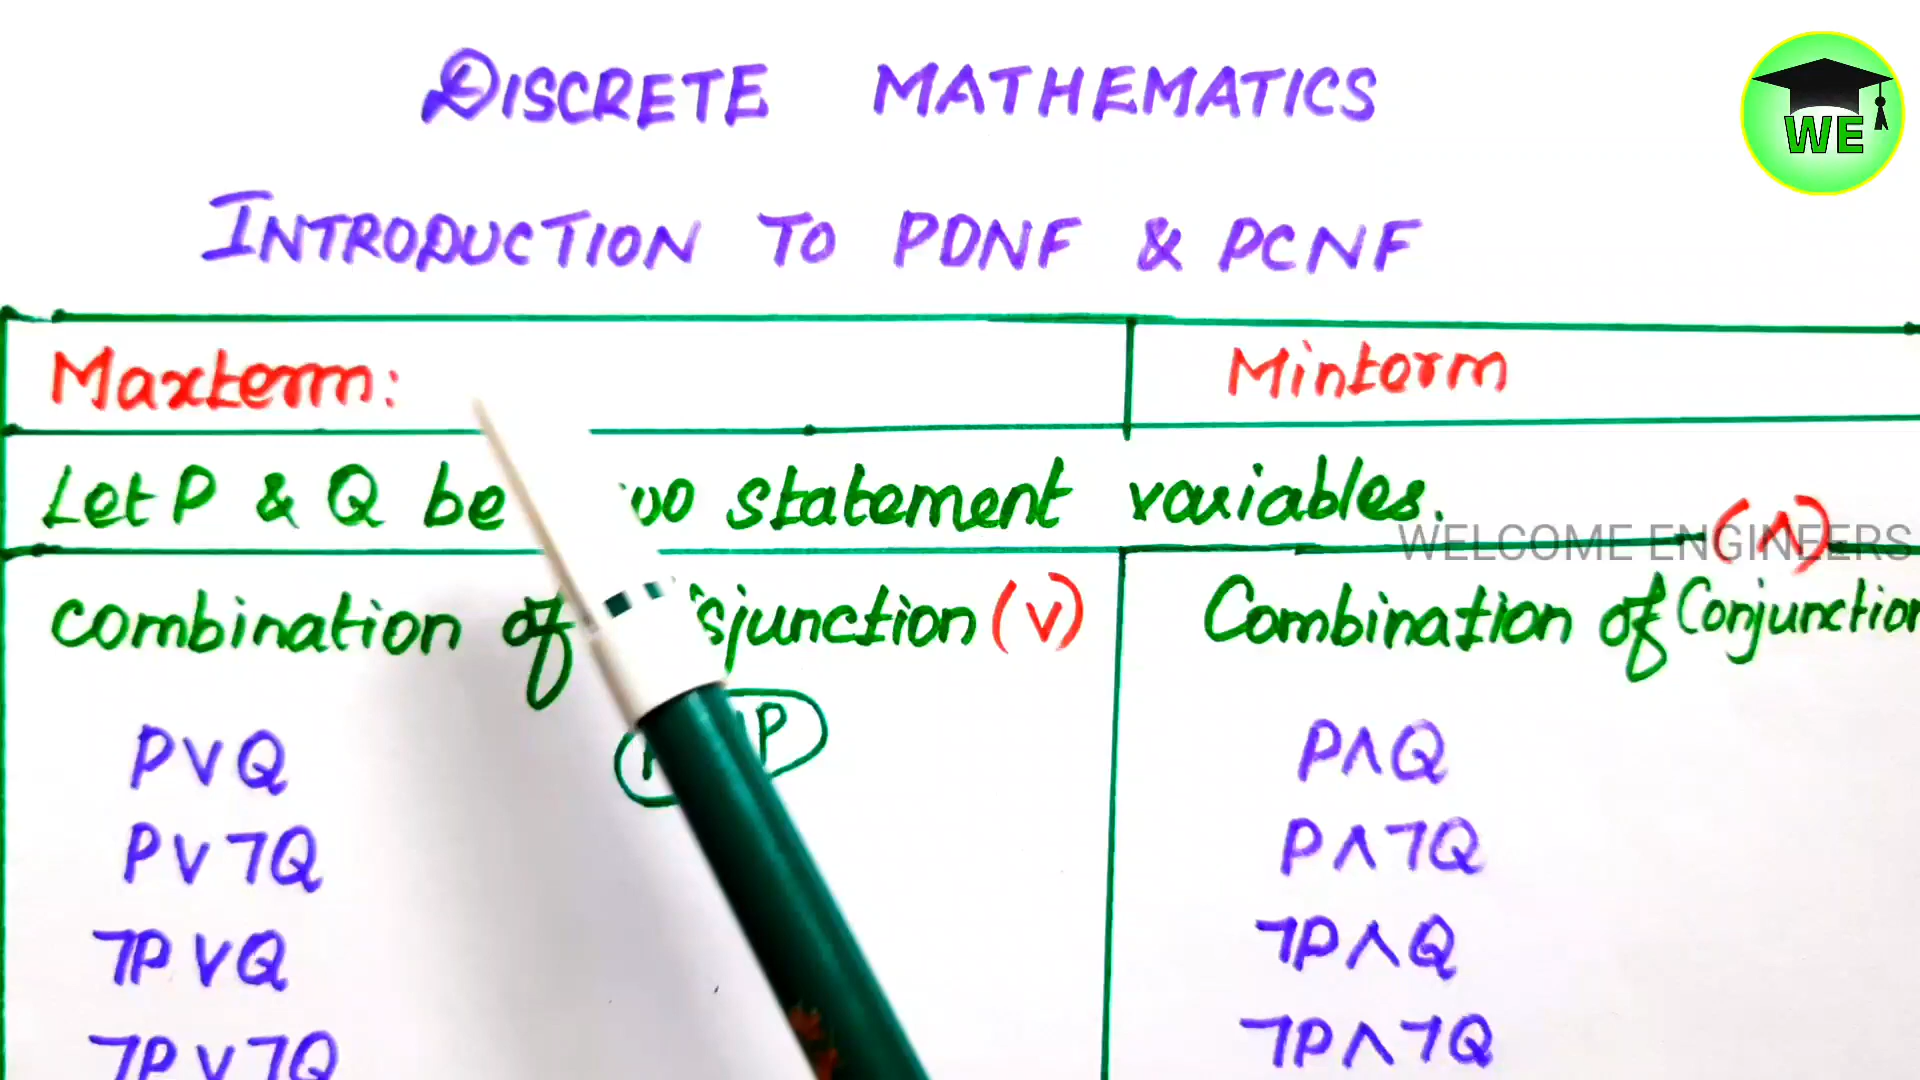 DISCRETE MATHEMATICS
WE
INTRODUCTION TO PDNF & PCNF
Maxterm: Minterm
Let P & Q be statement variables.
WELCOME ENGINEERS
(∧)
combination of (∨) Combination of Conjunction
P
P∨Q P∧Q
P∨¬Q P∧¬Q
¬P∨Q ¬P∧Q
¬P∨¬Q ¬P∧¬Q